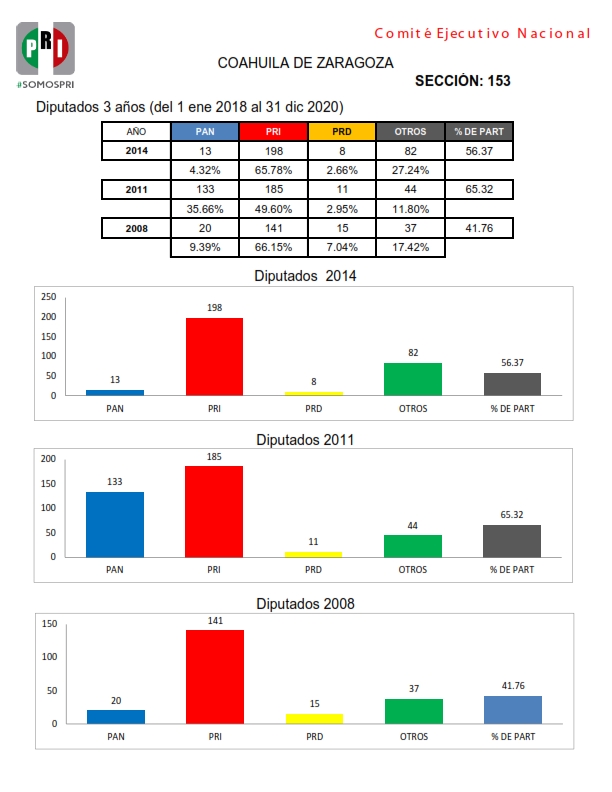 Comité Ejecutivo Nacional
PRI
#SOMOSPRI
COAHUILA DE ZARAGOZA
SECCIÓN: 153
Diputados 3 años (del 1 ene 2018 al 31 dic 2020)
AÑO PAN PRI PRD OTROS % DE PART
2014 13 198 8 82 56.37
4.32% 65.78% 2.66% 27.24%
2011 133 185 11 44 65.32
35.66% 49.60% 2.95% 11.80%
2008 20 141 15 37 41.76
9.39% 66.15% 7.04% 17.42%
Diputados 2014
250
200
150
100
50
0
13 198 8 82 56.37
PAN PRI PRD OTROS % DE PART
Diputados 2011
200
150
100
50
0
133 185 11 44 65.32
PAN PRI PRD OTROS % DE PART
Diputados 2008
150
100
50
0
20 141 15 37 41.76
PAN PRI PRD OTROS % DE PART